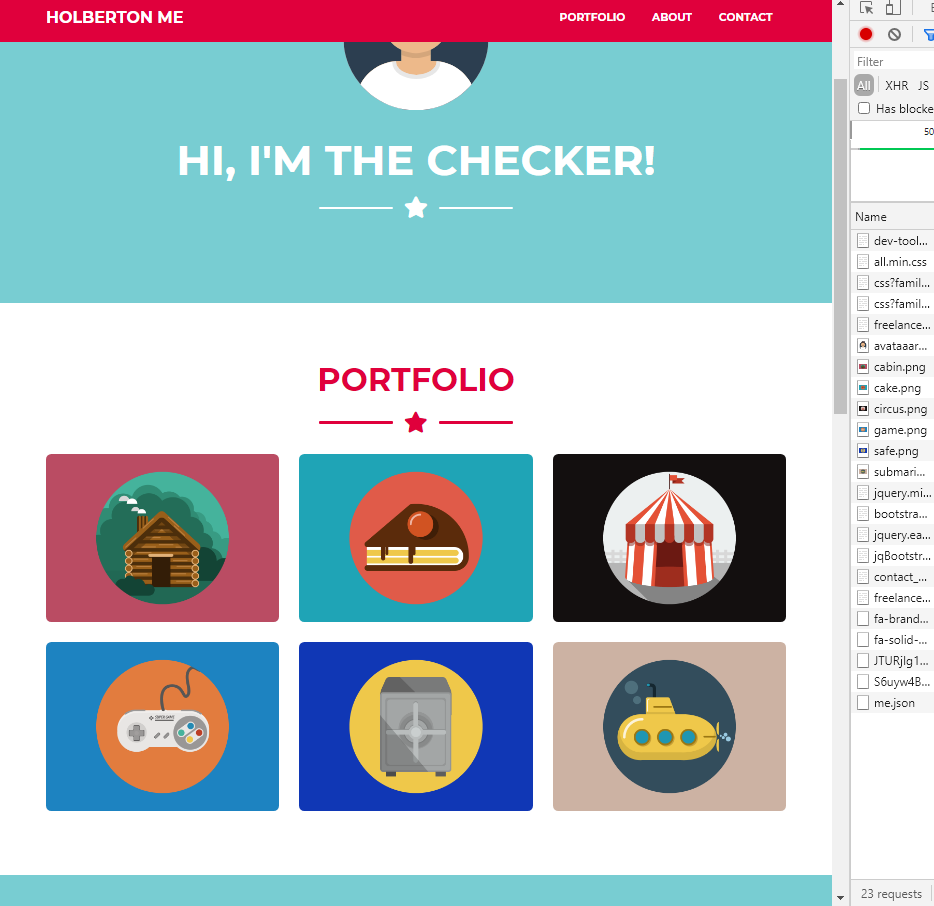 HOLBERTON ME
PORTFOLIO ABOUT CONTACT
HI, I'M THE CHECKER!
PORTFOLIO
SUPER GAME
Filter
All XHR JS
Has blocke
50
Name
dev-tool...
all.min.css
css?famil...
css?famil...
freelance...
avataaar...
cabin.png
cake.png
circus.png
game.png
safe.png
submari...
jquery.mi...
bootstra...
jquery.ea...
jqBootstr...
contact_...
freelance...
fa-brand...
fa-solid-...
JTURjIg1...
S6uyw4B...
me.json
23 requests